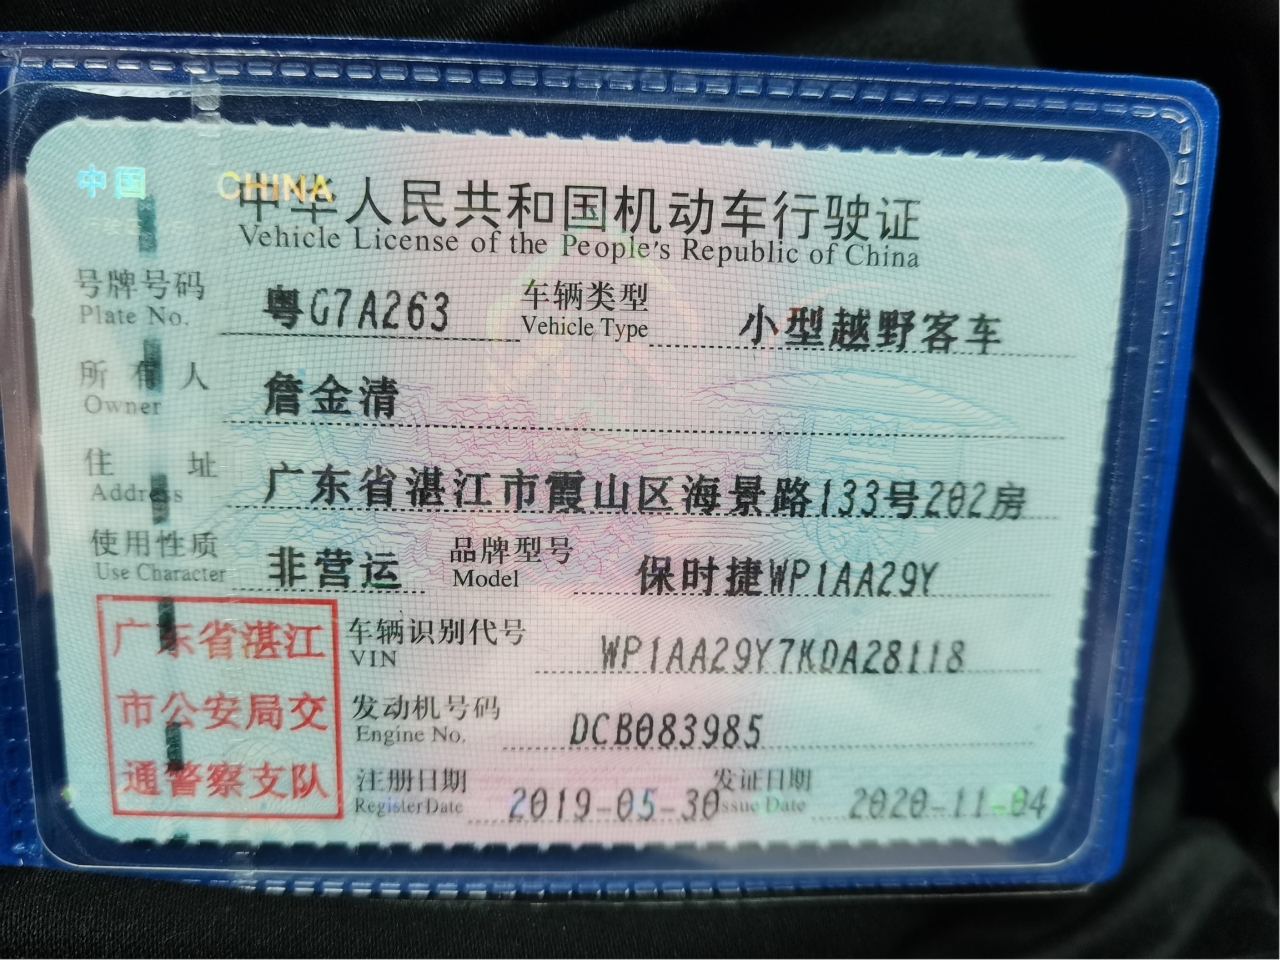 中国 CHINA
中华人民共和国机动车行驶证
Vehicle License of the People's Republic of China
号牌号码 粤G7A263 车辆类型 小型越野客车
Plate No. Vehicle Type
所有人 詹金清
Owner
住址 广东省湛江市霞山区海景路133号202房
Address
使用性质 非营运 品牌型号 保时捷WP1AA29Y
Use Character Model
广东省湛江
市公安局交
通警察支队
车辆识别代号 WP1AA29Y7KDA28118
VIN
发动机号码 DCB083985
Engine No.
注册日期 2019-05-30 发证日期 2020-11-04
Register Date Issue Date